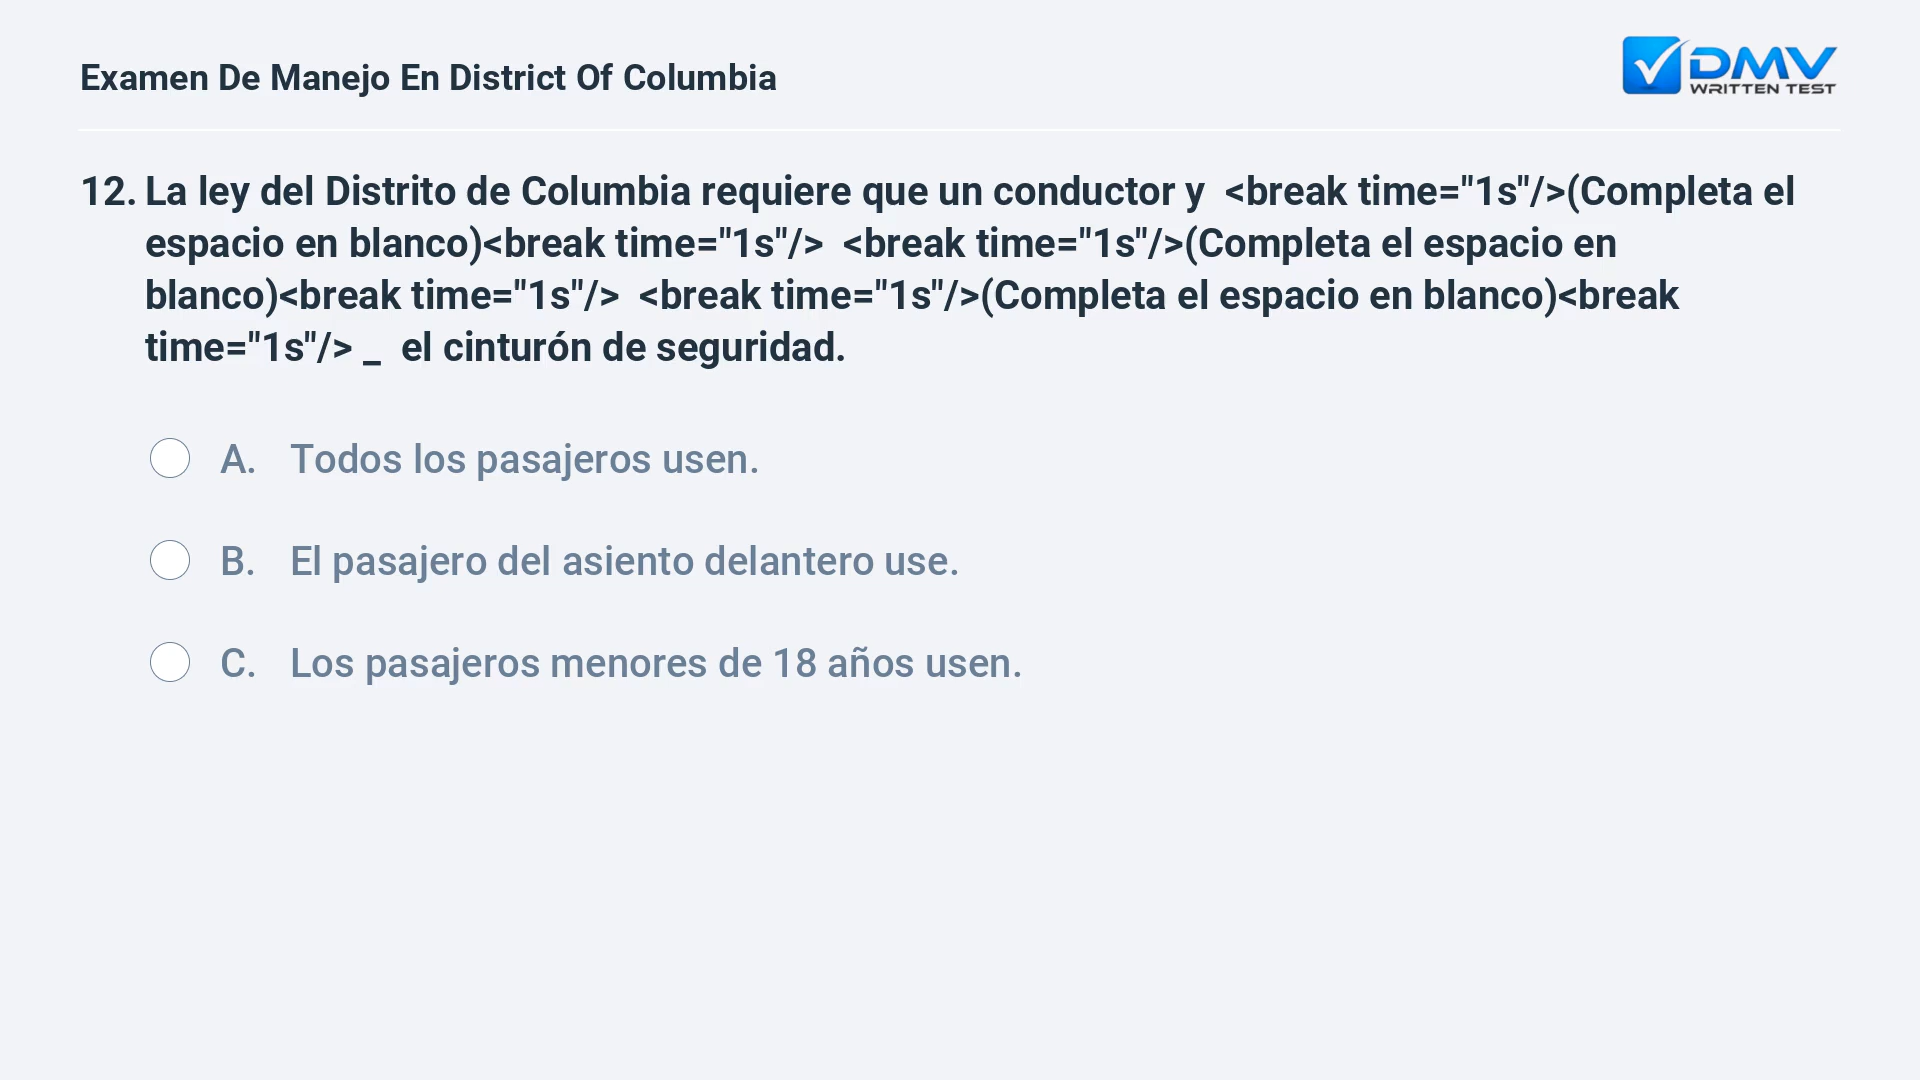 Examen De Manejo En District Of Columbia
DMV
WRITTEN TEST
12. La ley del Distrito de Columbia requiere que un conductor y  <break time="1s"/>(Completa el
espacio en blanco)<break time="1s"/>  <break time="1s"/>(Completa el espacio en
blanco)<break time="1s"/>  <break time="1s"/>(Completa el espacio en blanco)<break
time="1s"/> _  el cinturón de seguridad.
A. Todos los pasajeros usen.
B. El pasajero del asiento delantero use.
C. Los pasajeros menores de 18 años usen.